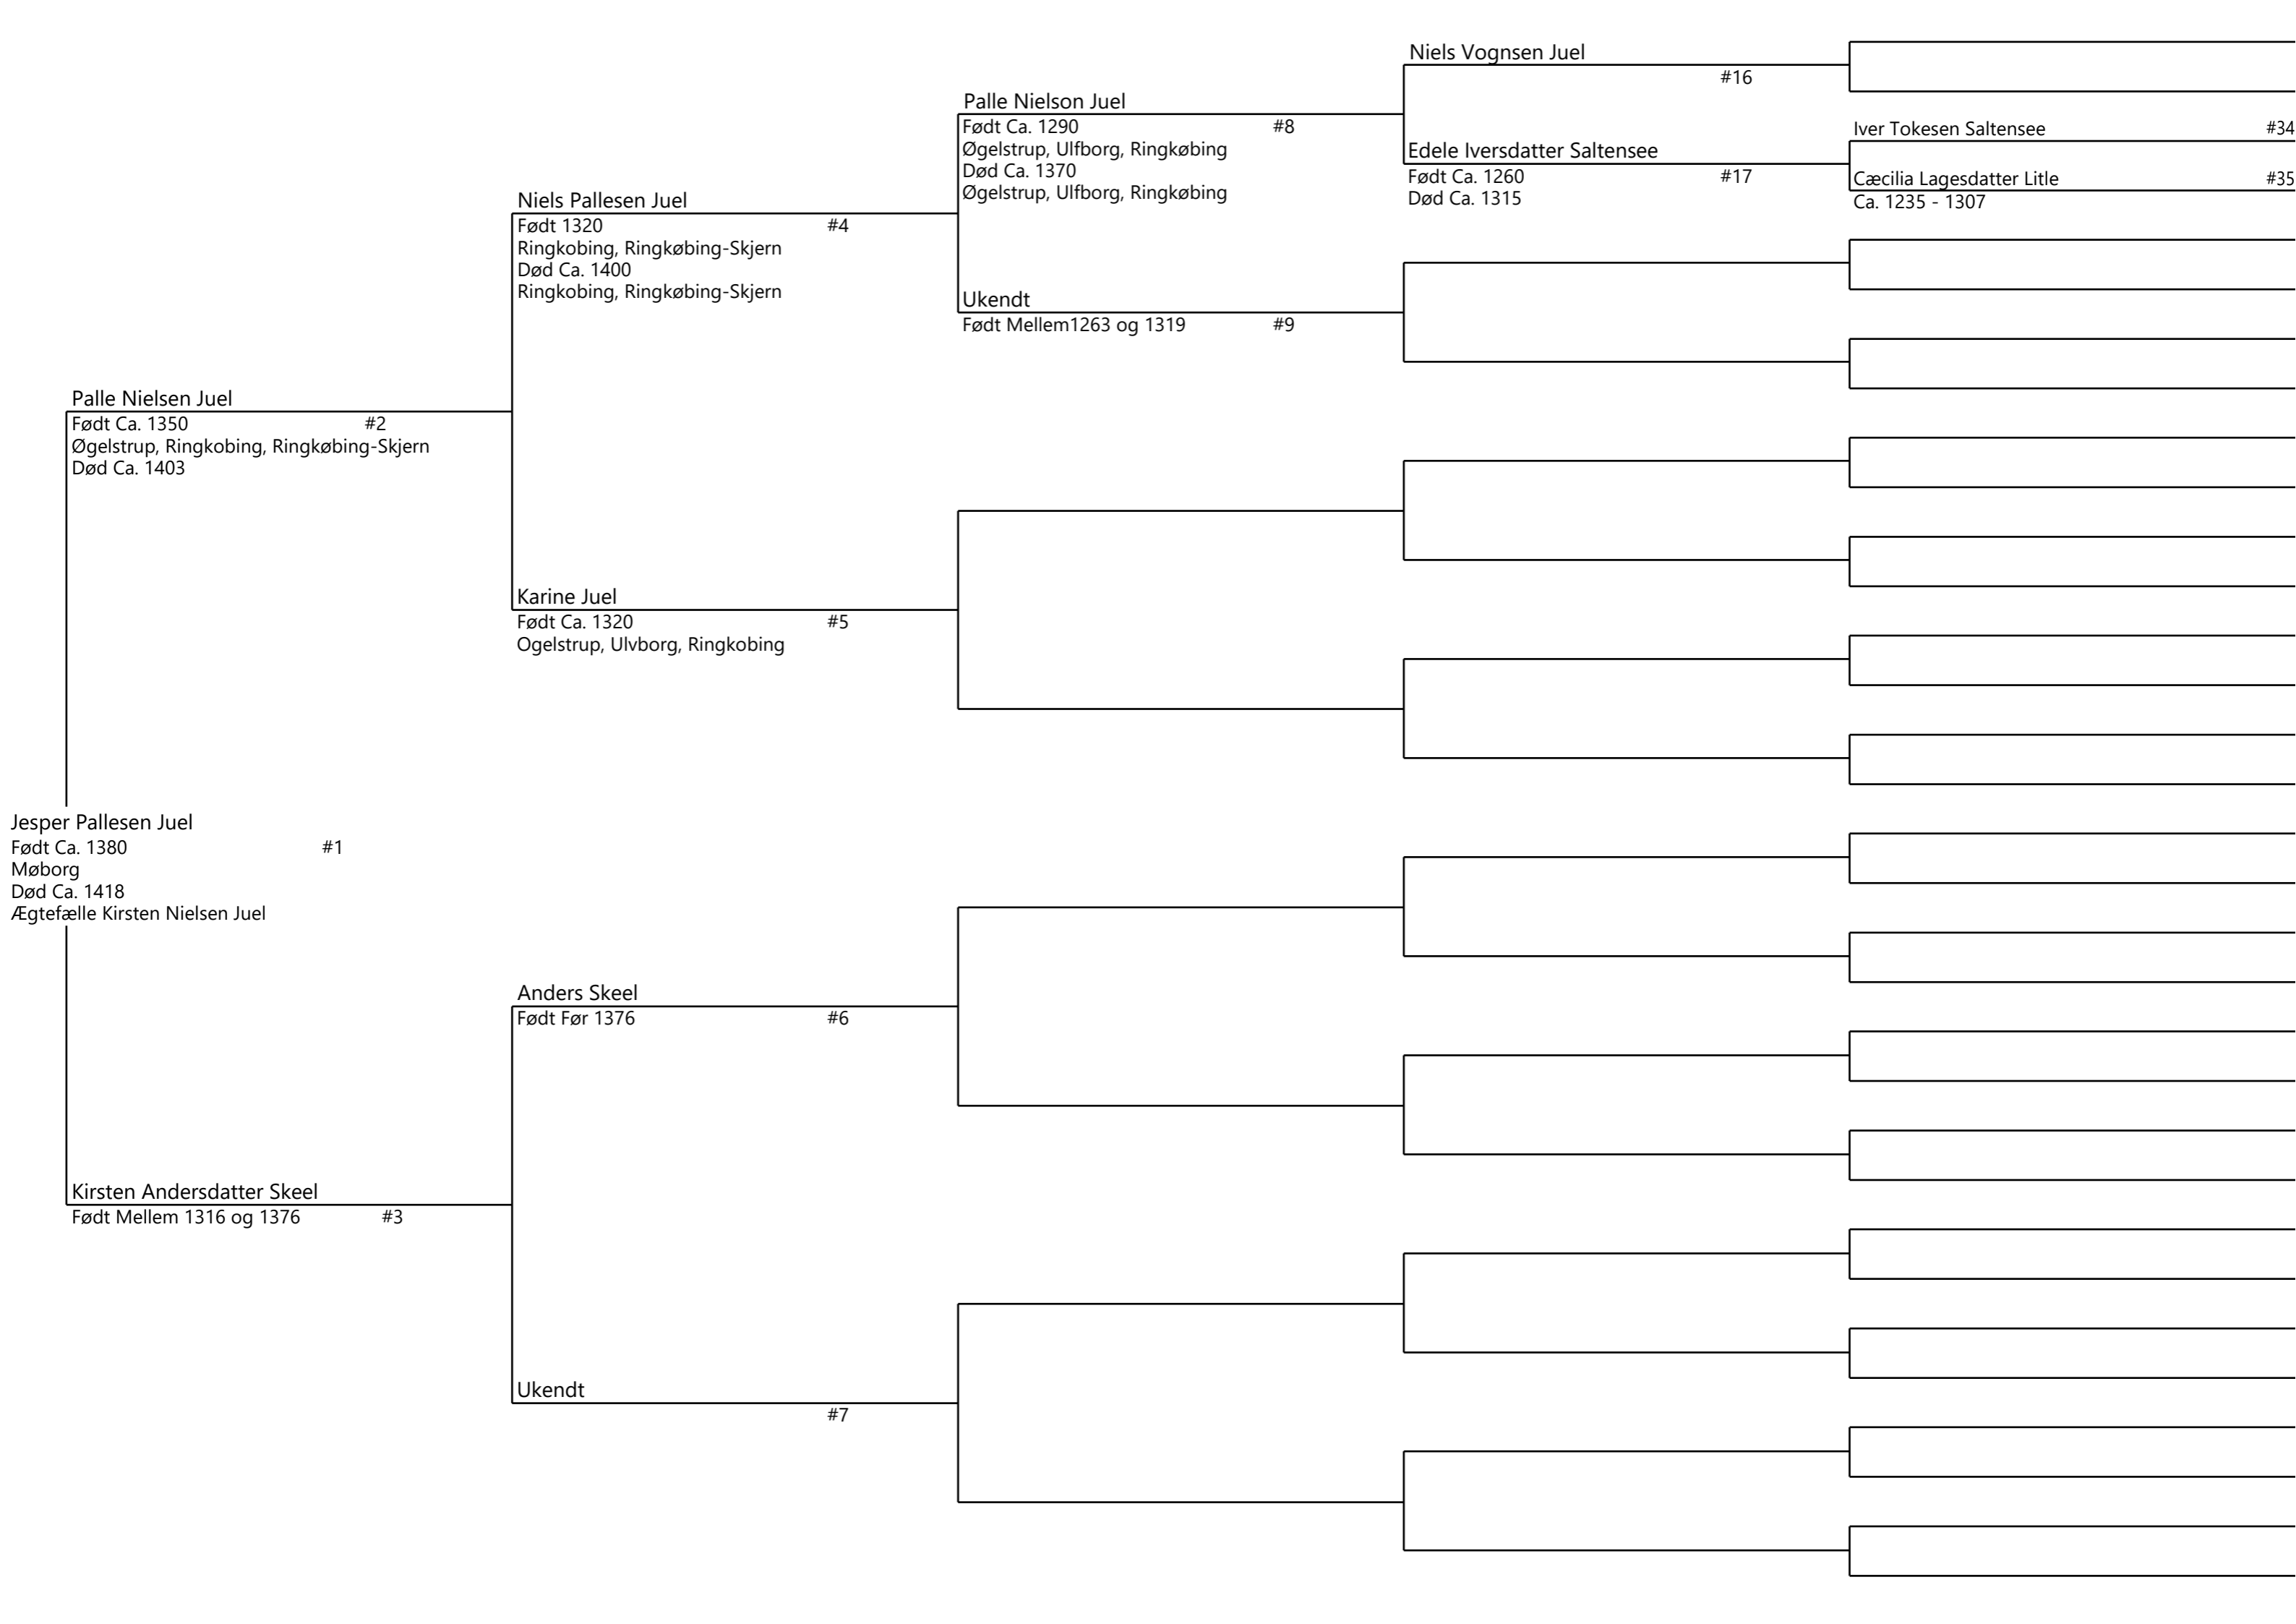 Niels Vognsen Juel
#16
Palle Nielson Juel
Født Ca. 1290 #8
Øgelstrup, Ulfborg, Ringkøbing
Død Ca. 1370
Øgelstrup, Ulfborg, Ringkøbing
Iver Tokesen Saltensee #34
Edele Iversdatter Saltensee
Født Ca. 1260 #17
Død Ca. 1315
Cæcilia Lagesdatter Litle #35
Ca. 1235 - 1307
Niels Pallesen Juel
Født 1320 #4
Ringkobing, Ringkøbing-Skjern
Død Ca. 1400
Ringkobing, Ringkøbing-Skjern
Ukendt
Født Mellem1263 og 1319 #9
Palle Nielsen Juel
Født Ca. 1350 #2
Øgelstrup, Ringkobing, Ringkøbing-Skjern
Død Ca. 1403
Karine Juel
Født Ca. 1320 #5
Ogelstrup, Ulvborg, Ringkobing
Jesper Pallesen Juel
Født Ca. 1380 #1
Møborg
Død Ca. 1418
Ægtefælle Kirsten Nielsen Juel
Anders Skeel
Født Før 1376 #6
Kirsten Andersdatter Skeel
Født Mellem 1316 og 1376 #3
Ukendt
#7